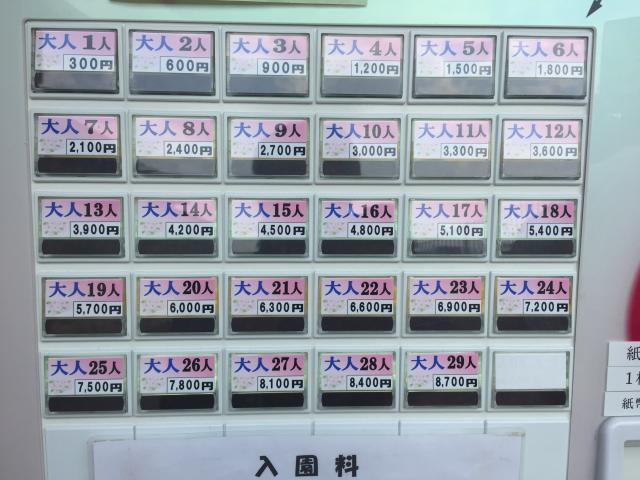 大人1人 大人2人 大人3人 大人4人 大人5人 大人6人
300円 600円 900円 1,200円 1,500円 1,800円
大人7人 大人8人 大人9人 大人10人 大人11人 大人12人
2,100円 2,400円 2,700円 3,000円 3,300円 3,600円
大人13人 大人14人 大人15人 大人16人 大人17人 大人18人
3,900円 4,200円 4,500円 4,800円 5,100円 5,400円
大人19人 大人20人 大人21人 大人22人 大人23人 大人24人
5,700円 6,000円 6,300円 6,600円 6,900円 7,200円
大人25人 大人26人 大人27人 大人28人 大人29人
7,500円 7,800円 8,100円 8,400円 8,700円
入園料
紙
1
紙幣